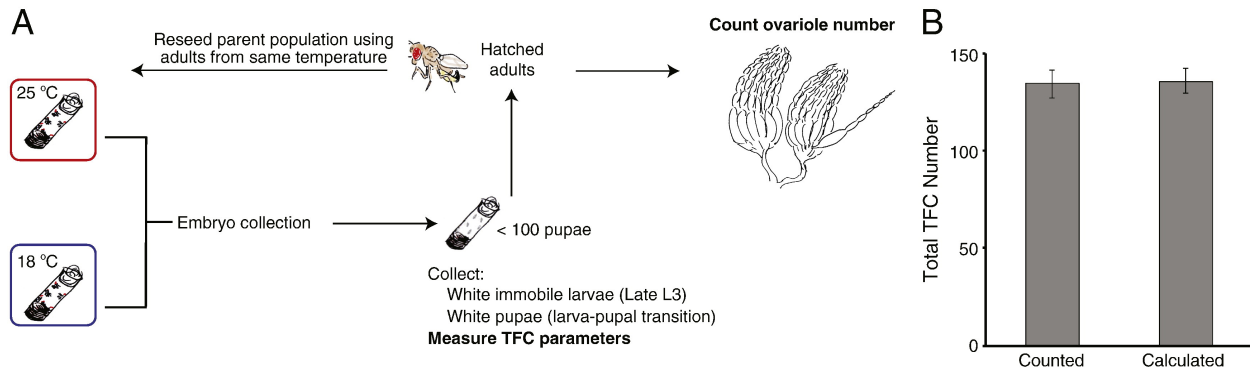 A
Reseed parent population using
adults from same temperature
Hatched
adults
Count ovariole number
25 °C
18 °C
Embryo collection
< 100 pupae
Collect:
White immobile larvae (Late L3)
White pupae (larva-pupal transition)
Measure TFC parameters
B
Total TFC Number
150
100
50
0
Counted
Calculated